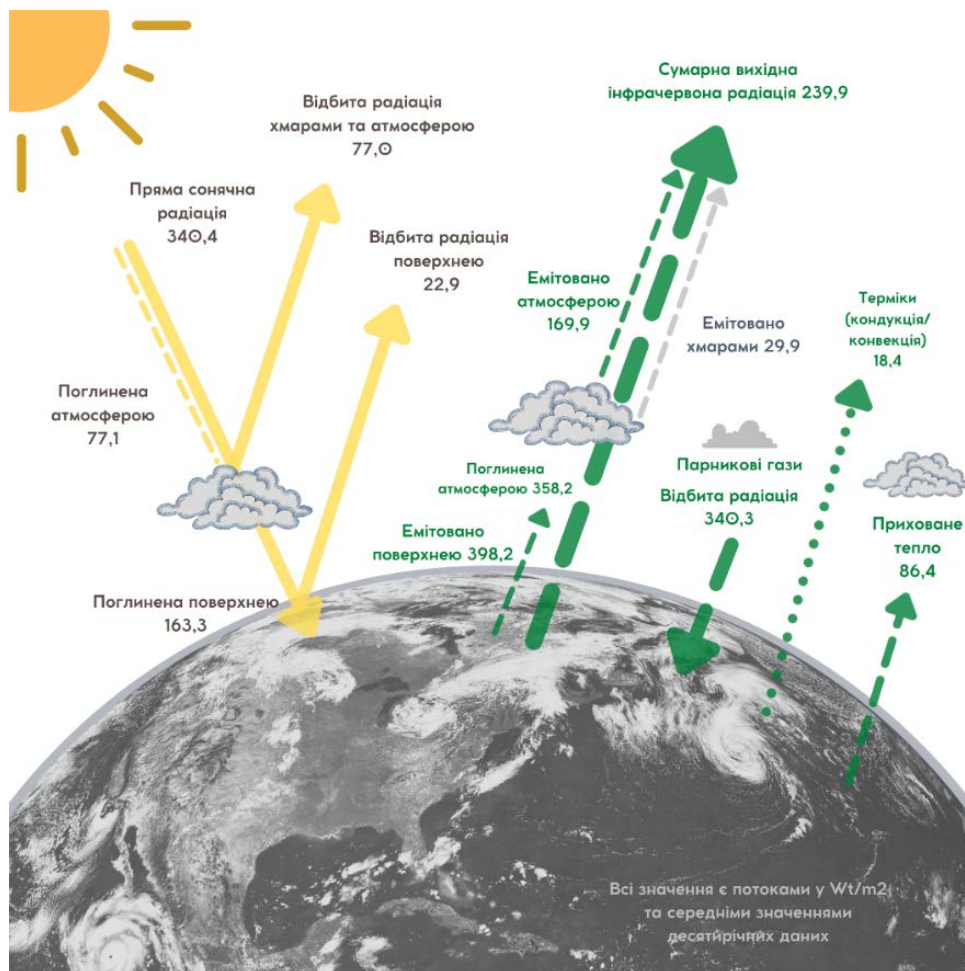 Сумарна вихідна
інфрачервона радіація 239,9
Відбита радіація
хмарами та атмосферою
77,0
Пряма сонячна
радіація
340,4
Відбита радіація
поверхнею
22,9
Емітовано
атмосферою
169,9
Емітовано
хмарами 29,9
Терміки
(кондукція/
конвекція)
18,4
Поглинена
атмосферою
77,1
Поглинена
атмосферою 358,2
Парникові гази
Відбита радіація
340,3
Емітовано
поверхнею 398,2
Приховане
тепло
86,4
Поглинена поверхнею
163,3
Всі значення є потоками у Wt/m2
та середніми значеннями
десятирічних даних